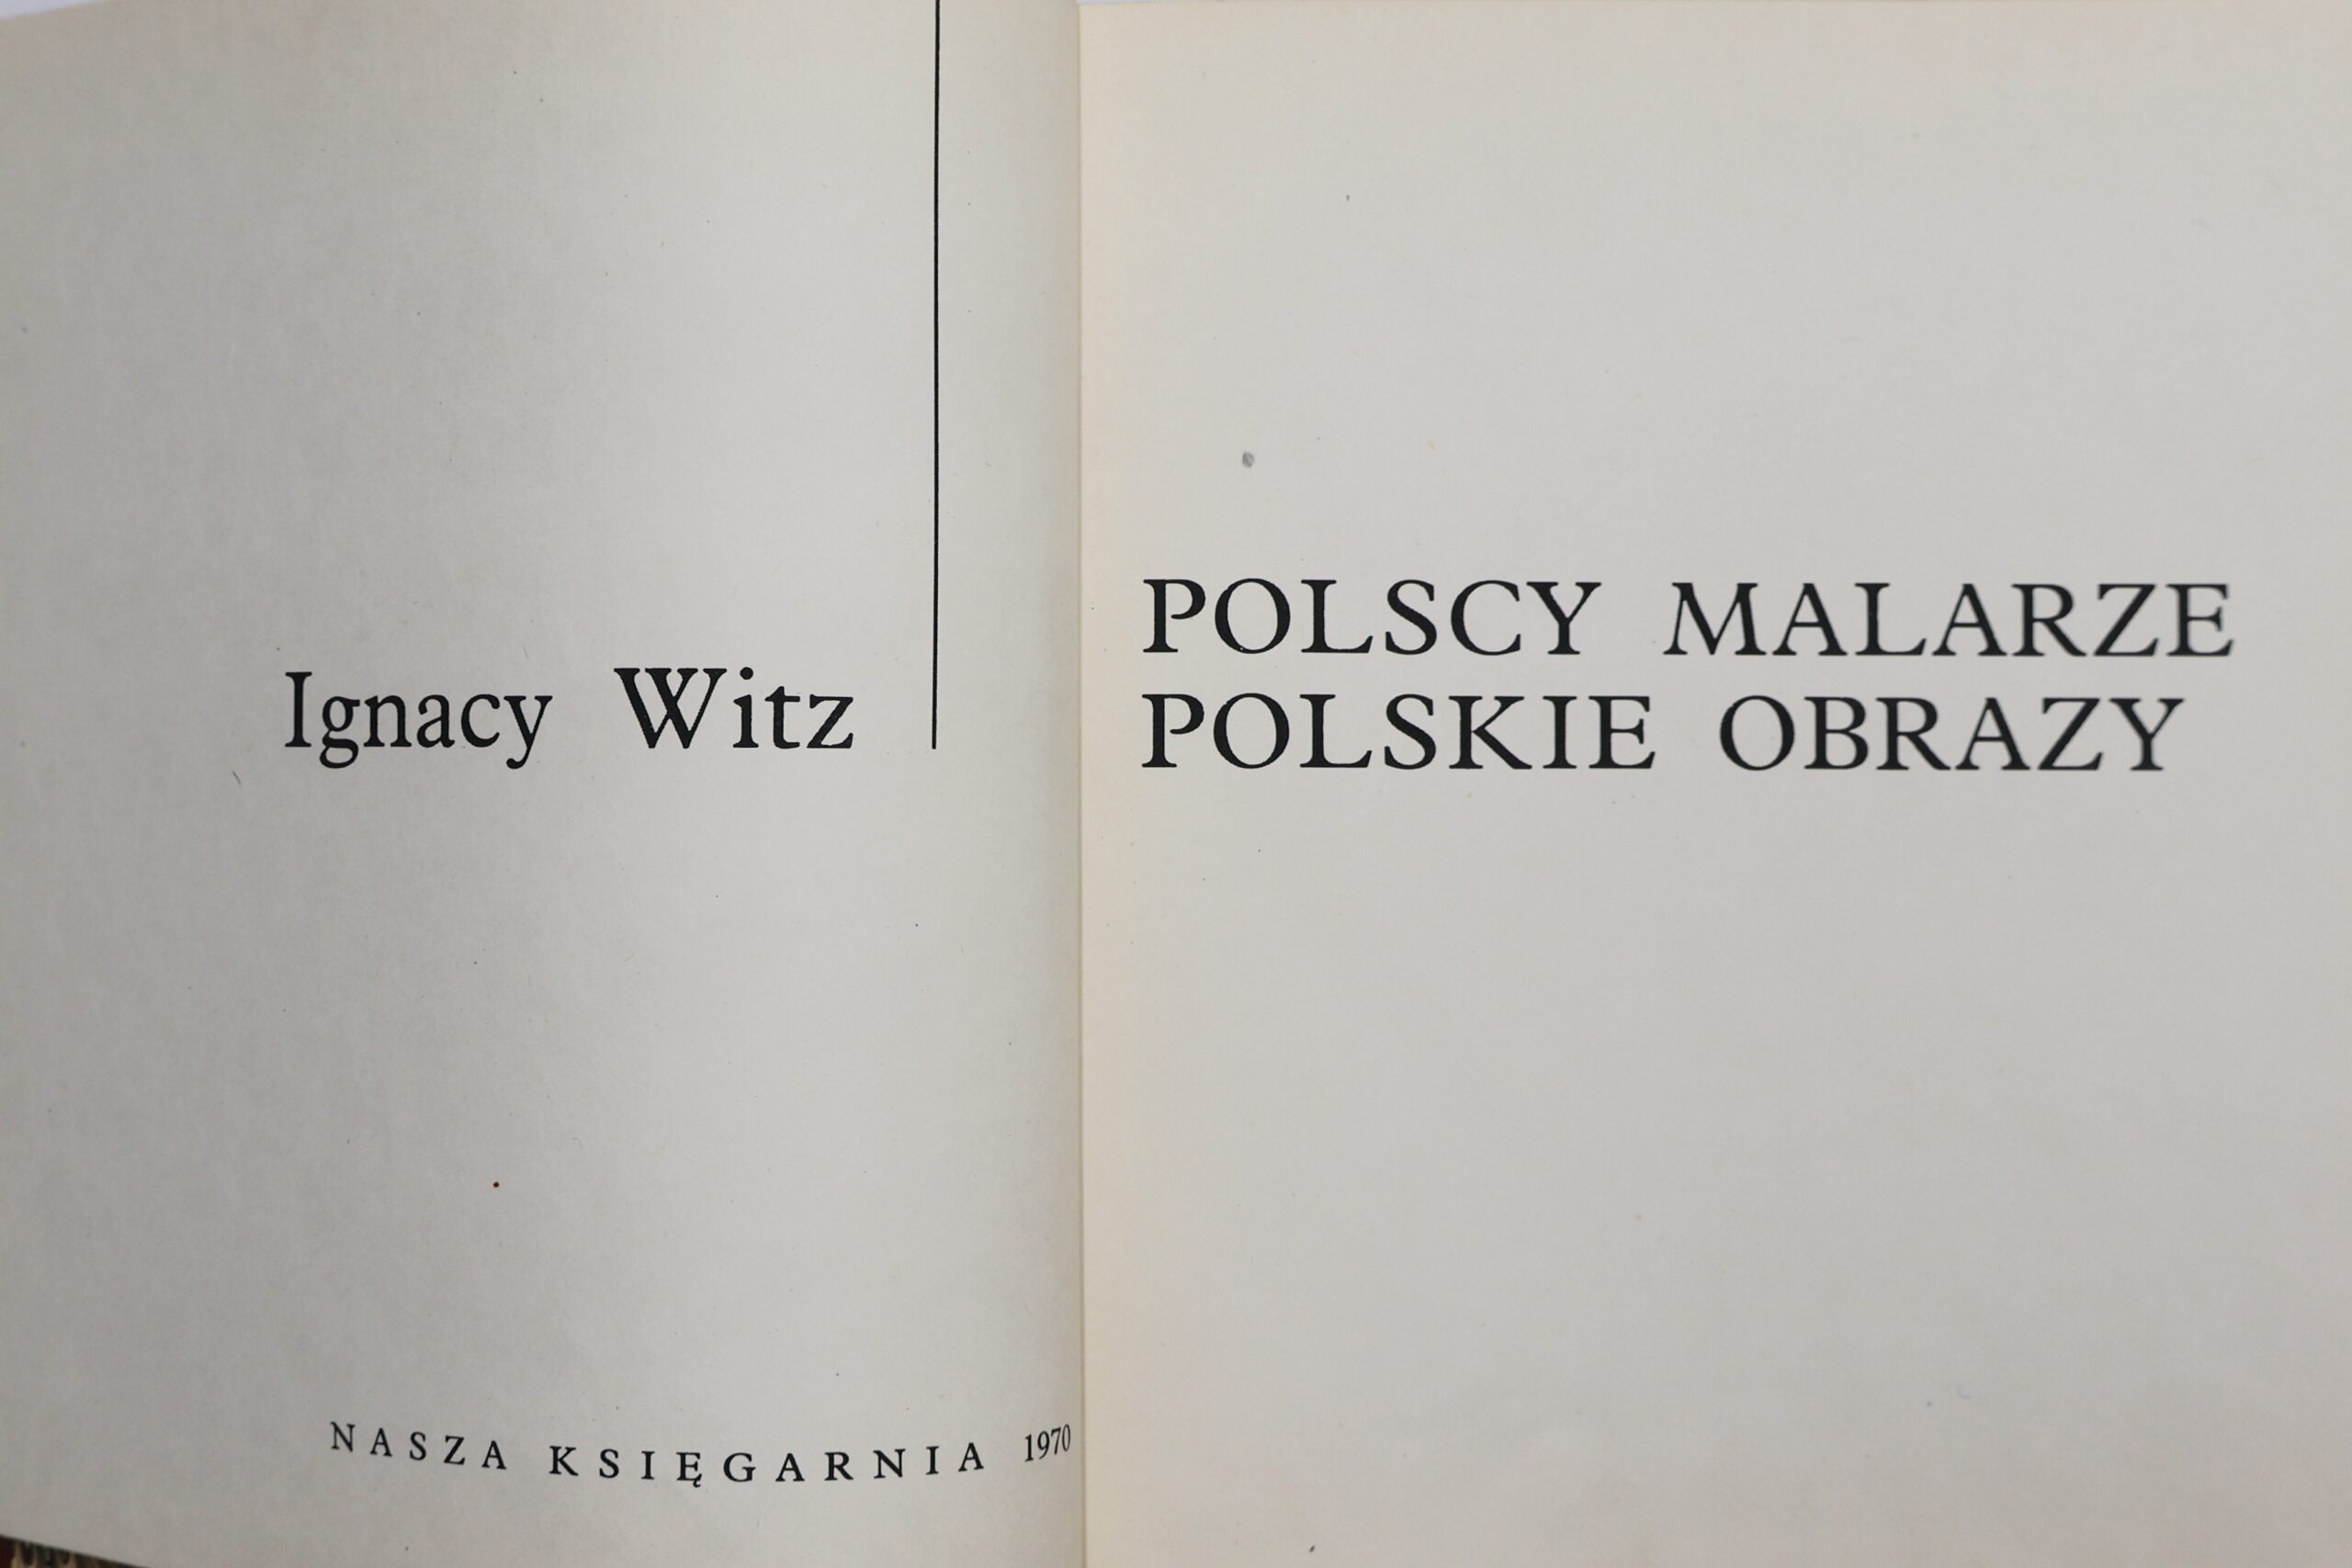 Ignacy Witz
NASZA KSIĘGARNIA 1970
POLSCY MALARZE
POLSKIE OBRAZY